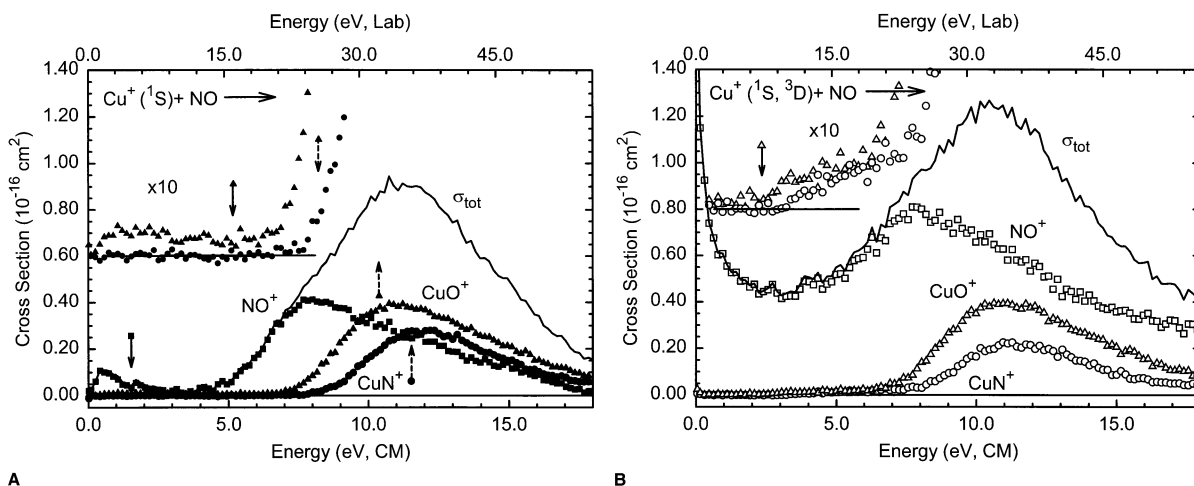 Energy (eV, Lab)
0.0 15.0 30.0 45.0
1.40
1.20
1.00
0.80
0.60
0.40
0.20
0.00
Cross Section (10⁻¹⁶ cm²)
Cu⁺ (¹S)+ NO
x10
σtot
NO⁺
CuO⁺
CuN⁺
0.0 5.0 10.0 15.0
Energy (eV, CM)
A
Energy (eV, Lab)
0.0 15.0 30.0 45.0
1.40
1.20
1.00
0.80
0.60
0.40
0.20
0.00
Cross Section (10⁻¹⁶ cm²)
Cu⁺ (¹S, ³D)+ NO
x10
σtot
NO⁺
CuO⁺
CuN⁺
0.0 5.0 10.0 15.0
Energy (eV, CM)
B